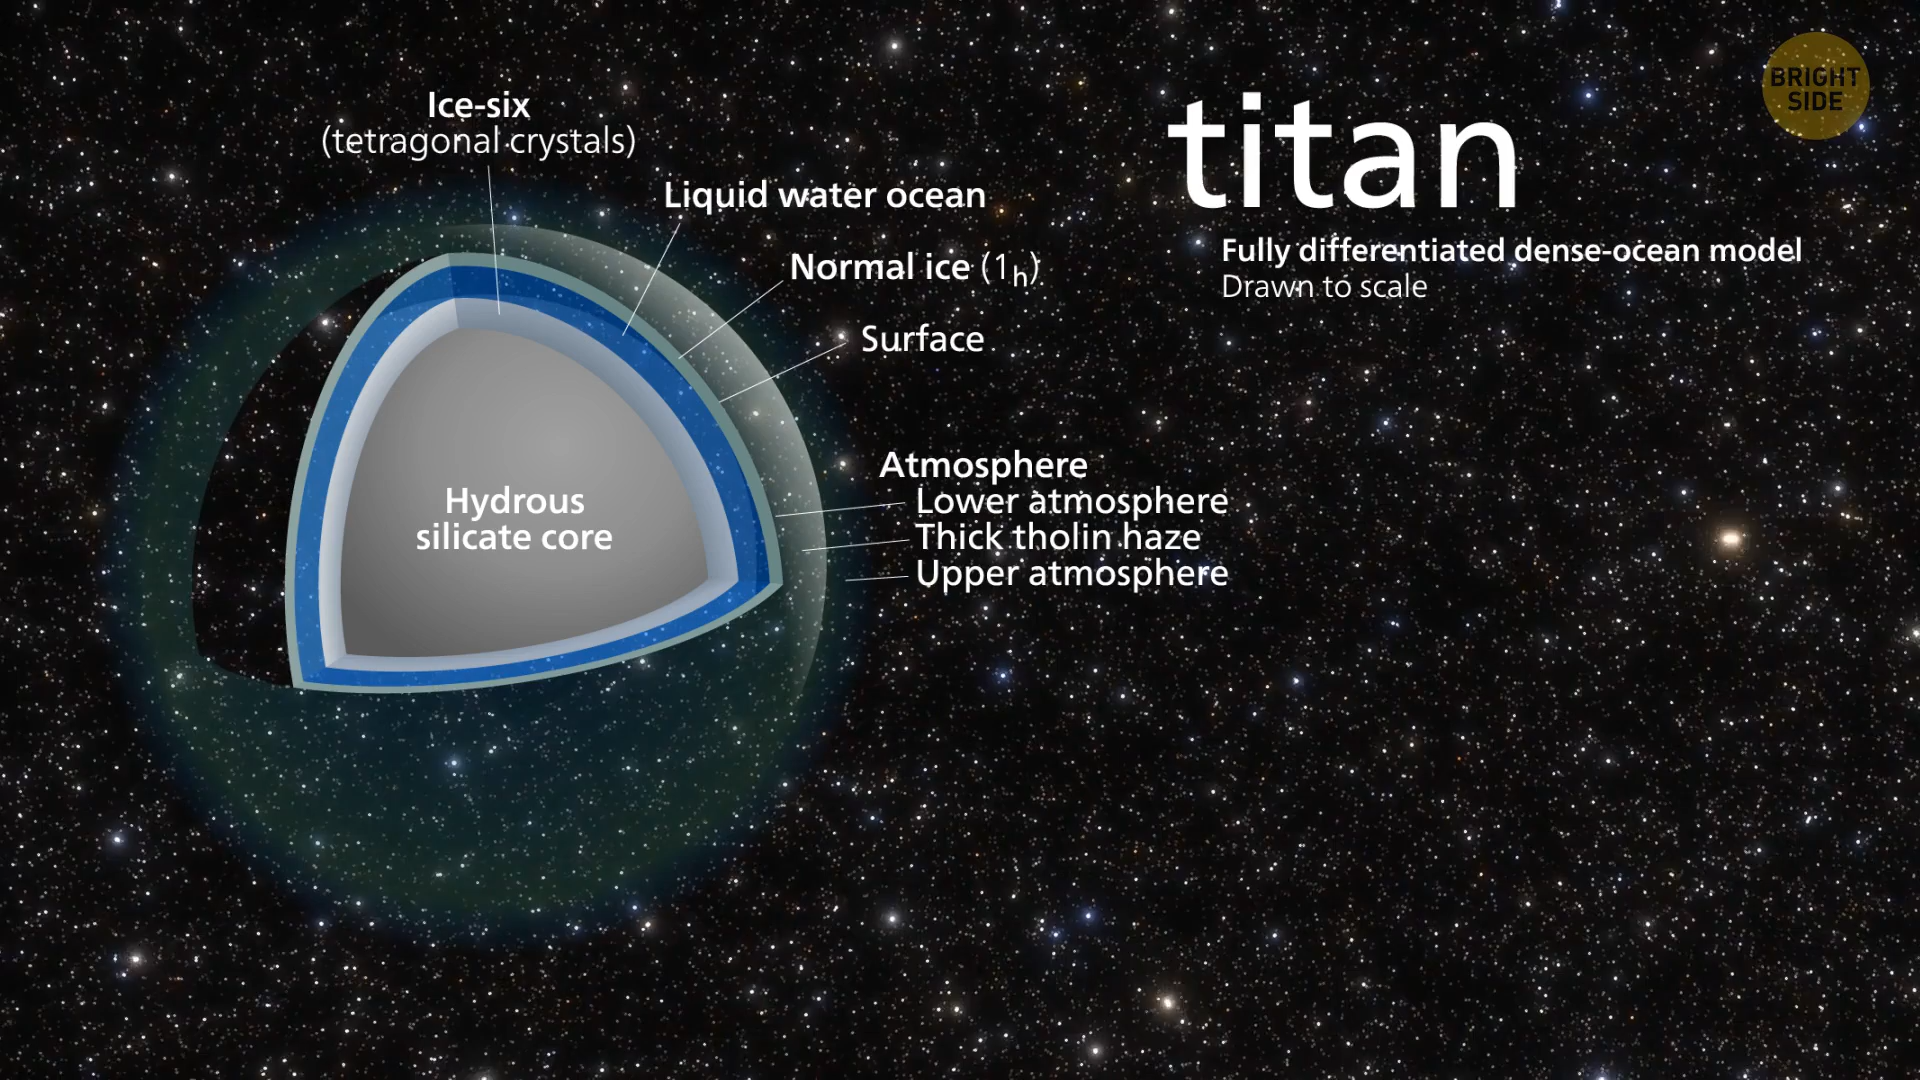 BRIGHT
SIDE
titan
Fully differentiated dense-ocean model
Drawn to scale
Ice-six
(tetragonal crystals)
Liquid water ocean
Normal ice (1h)
Surface
Atmosphere
Lower atmosphere
Thick tholin haze
Upper atmosphere
Hydrous
silicate core